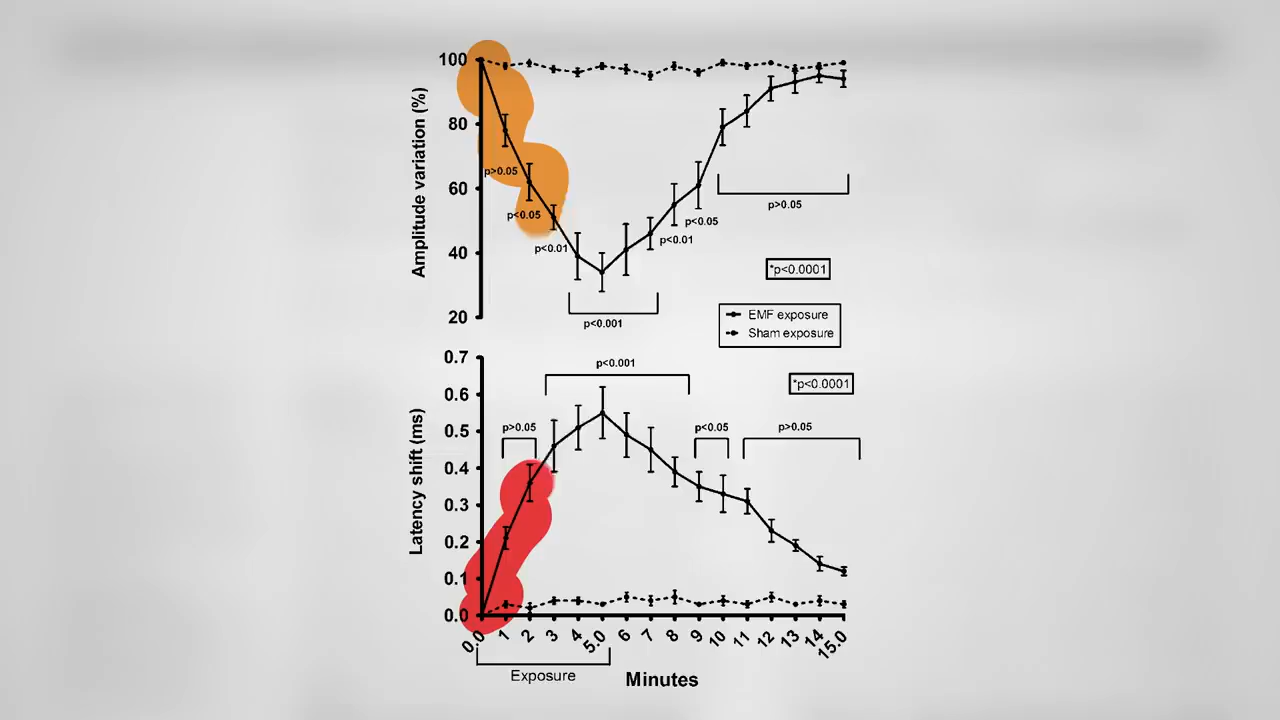 100
80
60
40
20
Amplitude variation (%)
p>0.05
p<0.05
p<0.01
p<0.001
p<0.01
p<0.05
p>0.05
*p<0.0001
EMF exposure
Sham exposure
0.7
0.6
0.5
0.4
0.3
0.2
0.1
0.0
Latency shift (ms)
p>0.05
p<0.001
p<0.05
p>0.05
*p<0.0001
0.0 1 2 3 4 5.0 6 7 8 9 10 11 12 13 14 15.0
Exposure
Minutes